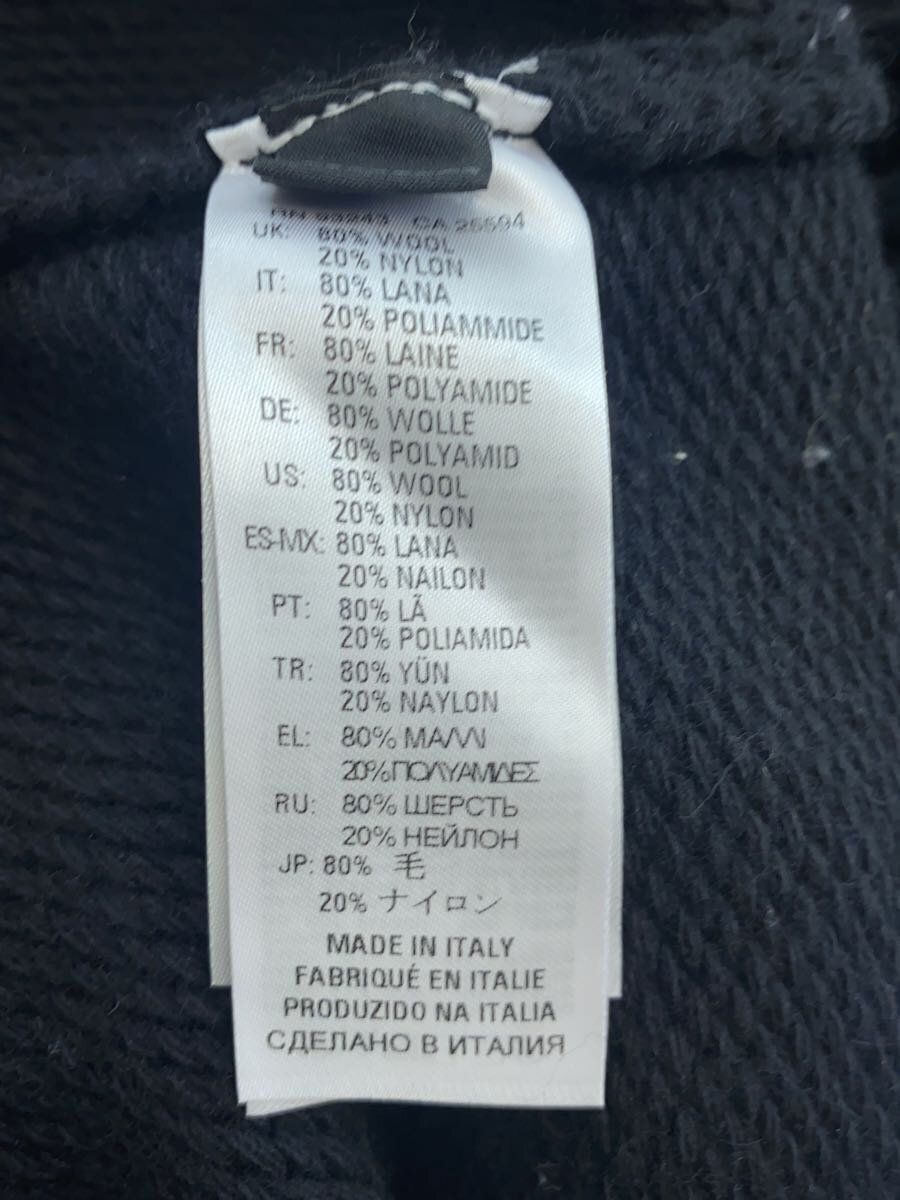 CA 26594
UK: 80% WOOL
20% NYLON
IT: 80% LANA
20% POLIAMMIDE
FR: 80% LAINE
20% POLYAMIDE
DE: 80% WOLLE
20% POLYAMID
US: 80% WOOL
20% NYLON
ES-MX: 80% LANA
20% NAILON
PT: 80% LÃ
20% POLIAMIDA
TR: 80% YÜN
20% NAYLON
EL: 80% ΜΑΛΛΙ
20% ΠΟΛΥΑΜΙΔΕΣ
RU: 80% ШЕРСТЬ
20% НЕЙЛОН
JP: 80% 毛
20% ナイロン
MADE IN ITALY
FABRIQUÉ EN ITALIE
PRODUZIDO NA ITALIA
СДЕЛАНО В ИТАЛИЯ